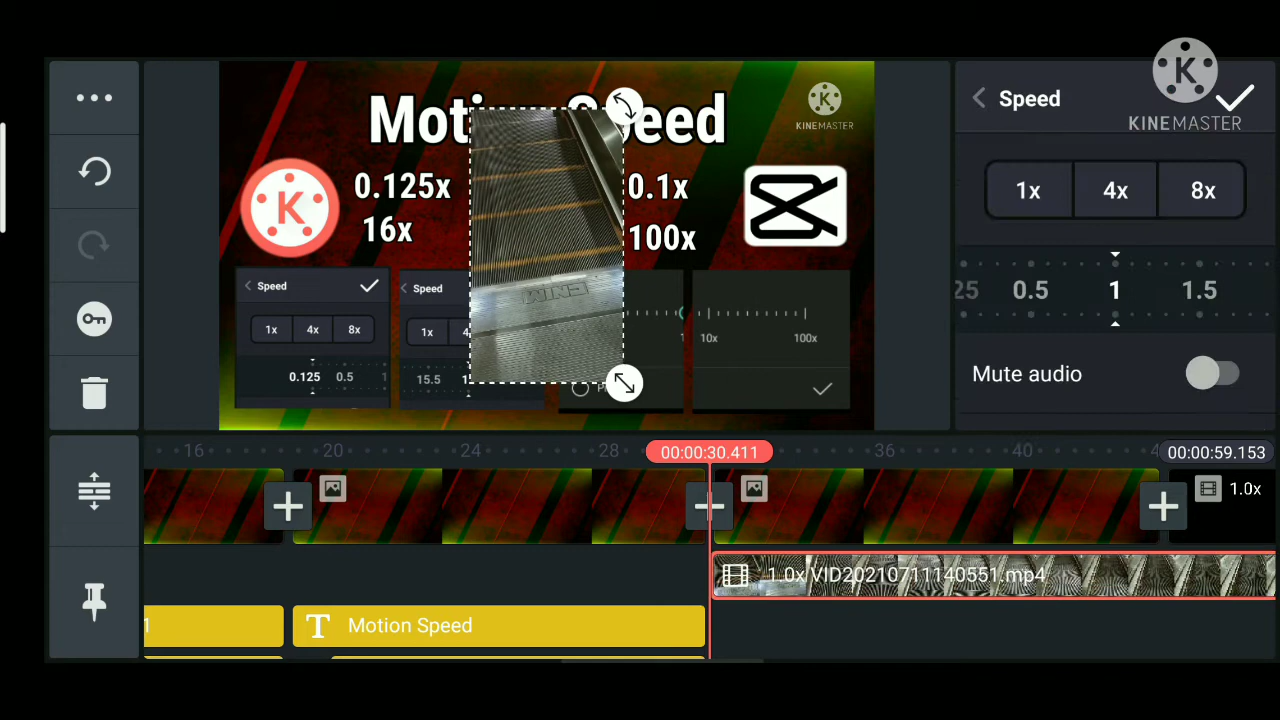 Speed
KINEMASTER
1x 4x 8x
25 0.5 1 1.5
Mute audio
KINEMASTER
K
0.125x
16x
0.1x
100x
Speed
1x 4x 8x
0.125 0.5 1
Speed
1x
15.5
10x 100x
16 20 24 28 00:00:30.411 36 40 00:00:59.153
1.0x
1.0x VID20210711140551.mp4
T Motion Speed